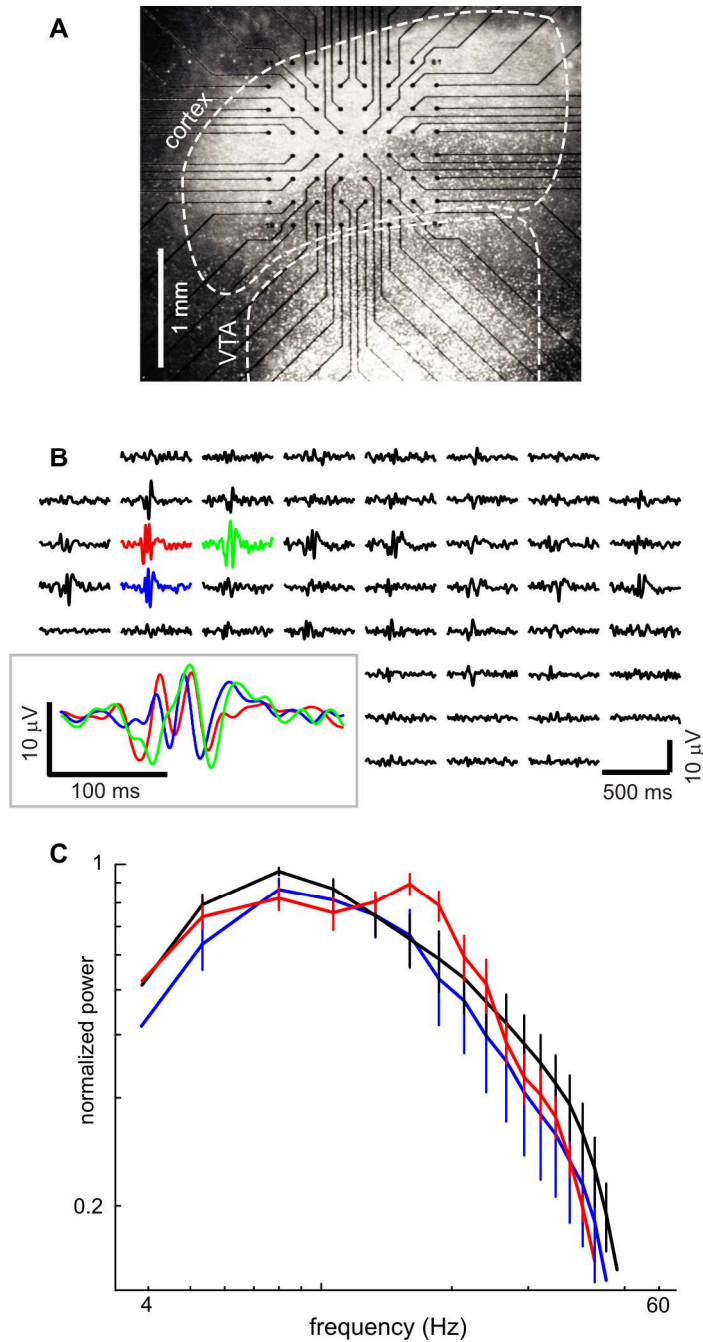 A
cortex
1 mm
VTA
B
10 µV
100 ms
10 µV
500 ms
C
1
normalized power
0.2
4
60
frequency (Hz)